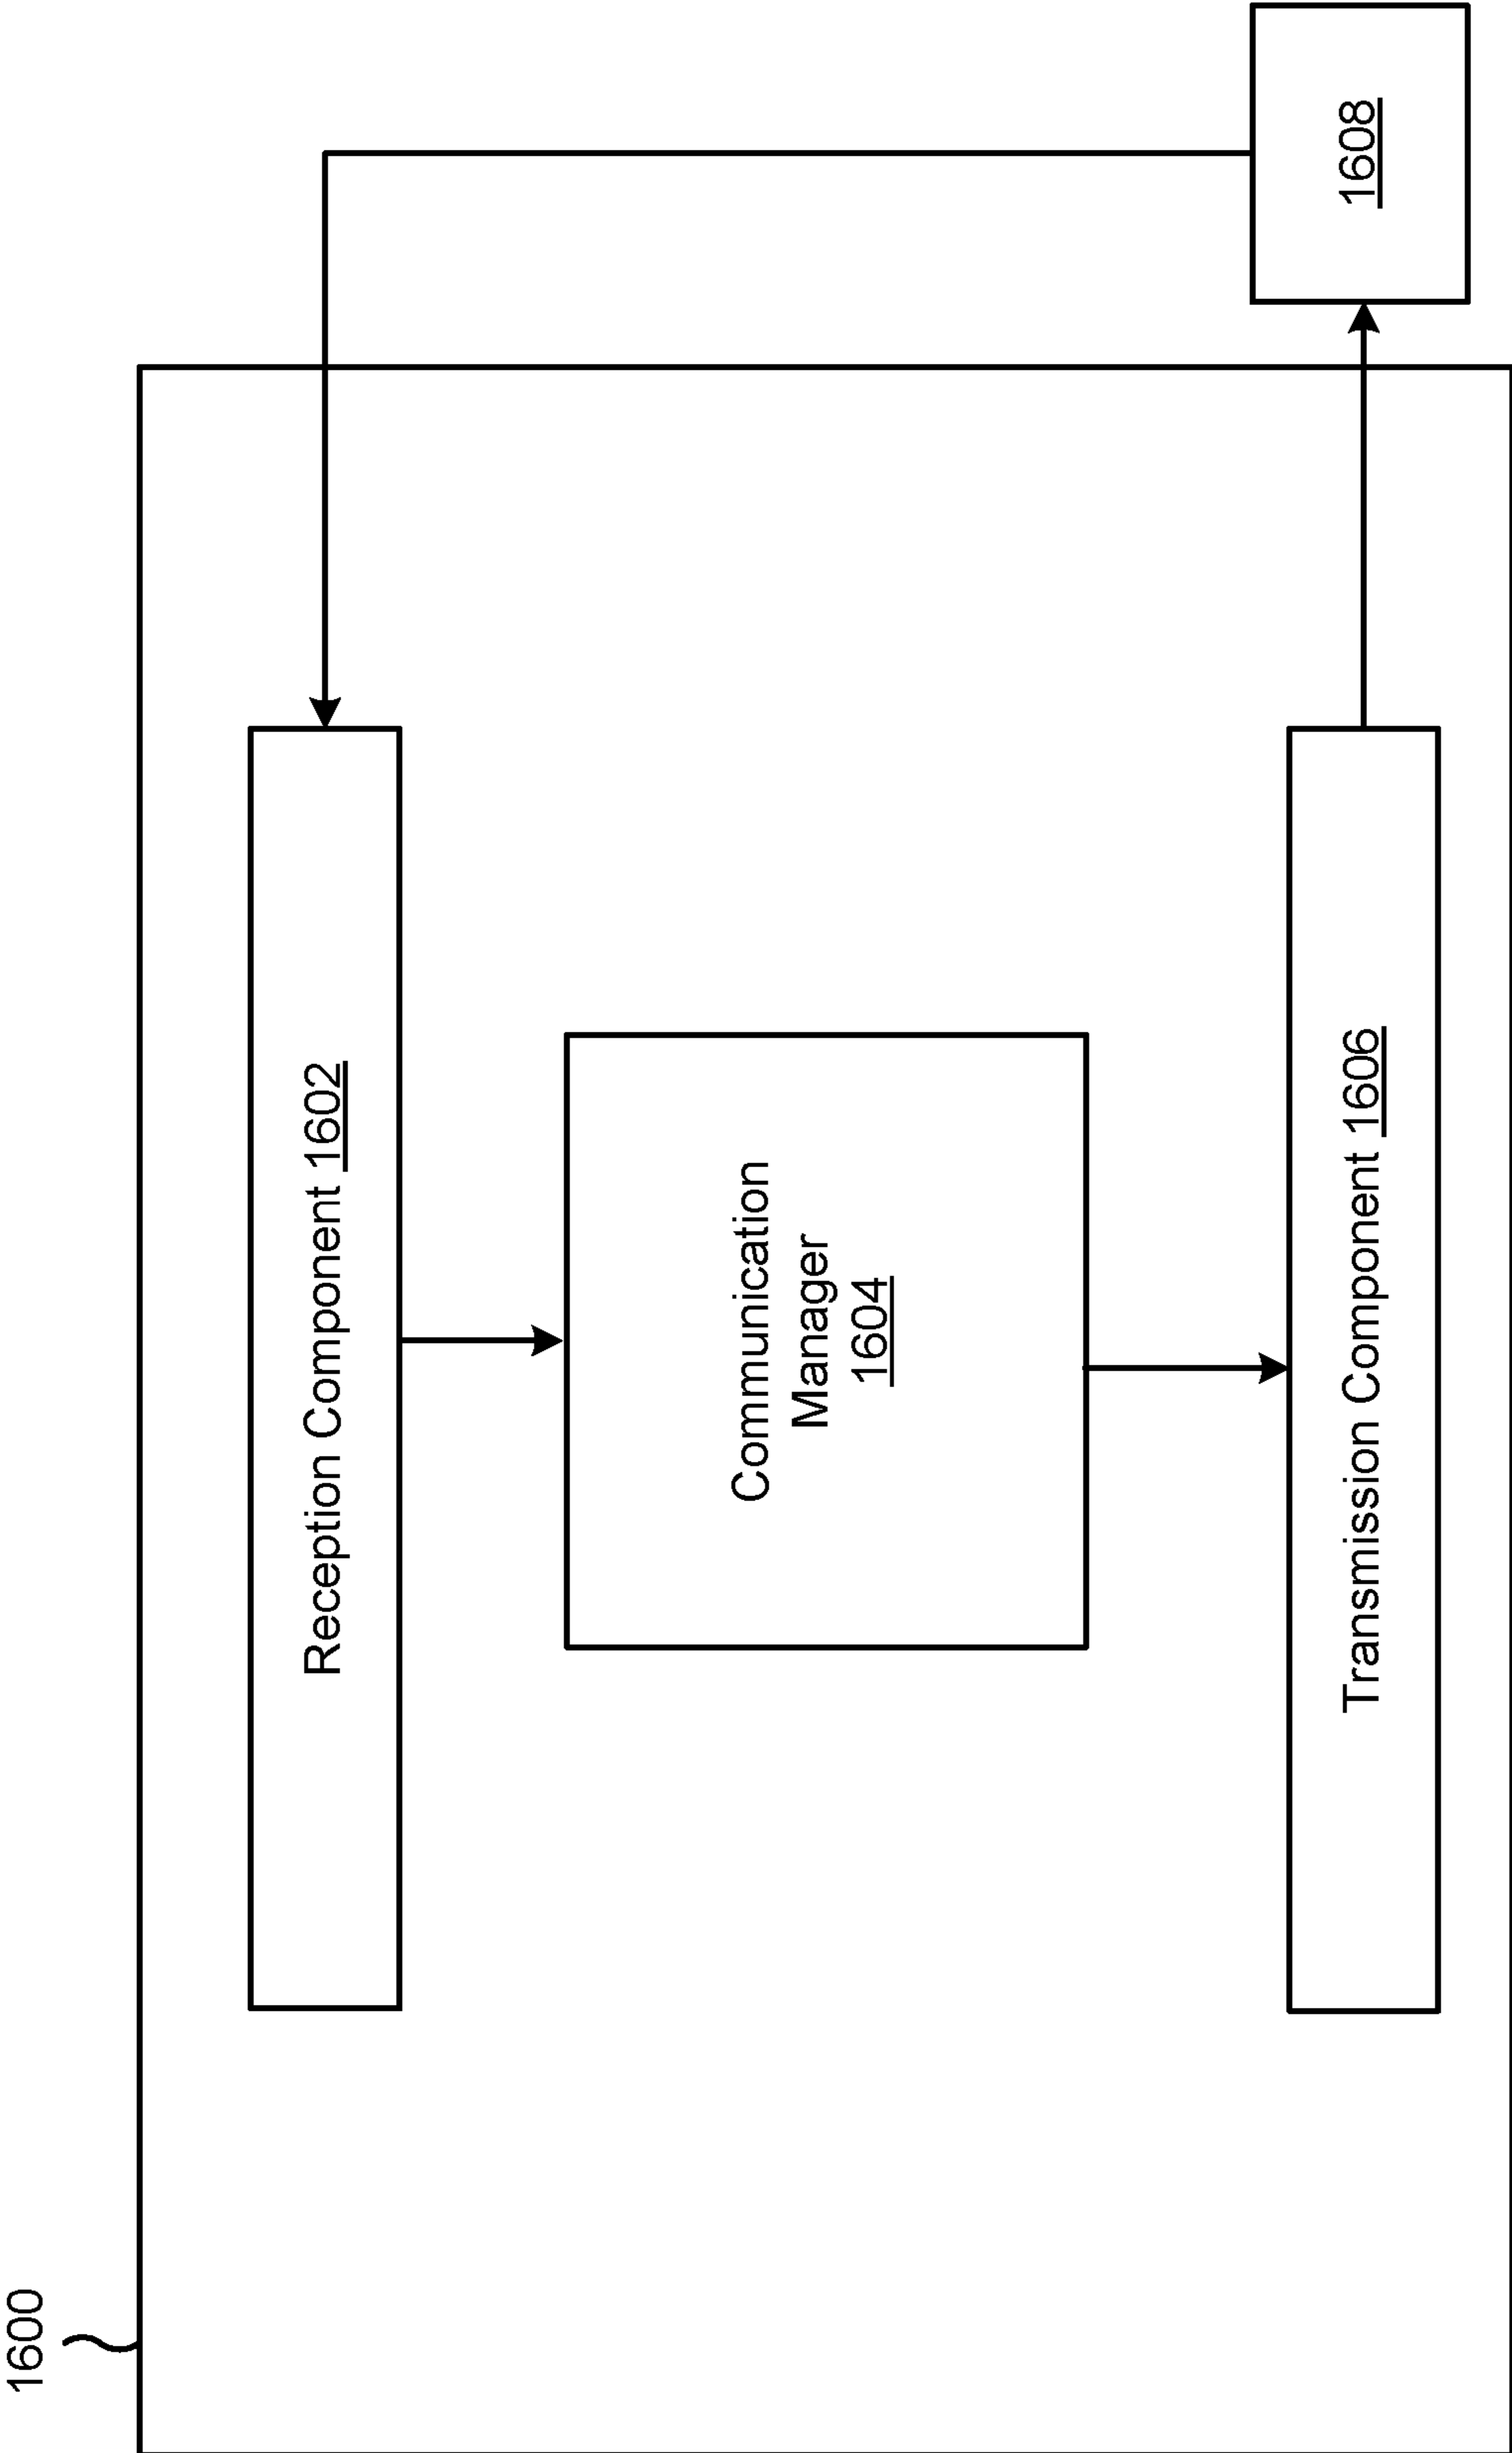 1600
Reception Component 1602
Communication
Manager
1604
Transmission Component 1606
1608